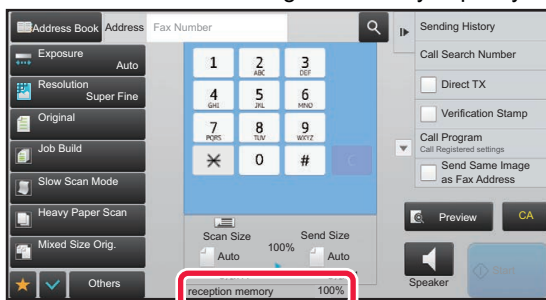 Address Book
Address
Fax Number
Sending History
Exposure
Auto
Resolution
Super Fine
Original
Job Build
Slow Scan Mode
Heavy Paper Scan
Mixed Size Orig.
Others
1
2
ABC
3
DEF
4
GHI
5
JKL
6
MNO
7
PQRS
8
TUV
9
WXYZ
0
#
C
Scan Size
100%
Send Size
Auto
Auto
reception memory 100%
Call Search Number
Direct TX
Verification Stamp
Call Program
Call Registered settings
Send Same Image
as Fax Address
Preview
CA
Speaker
Start